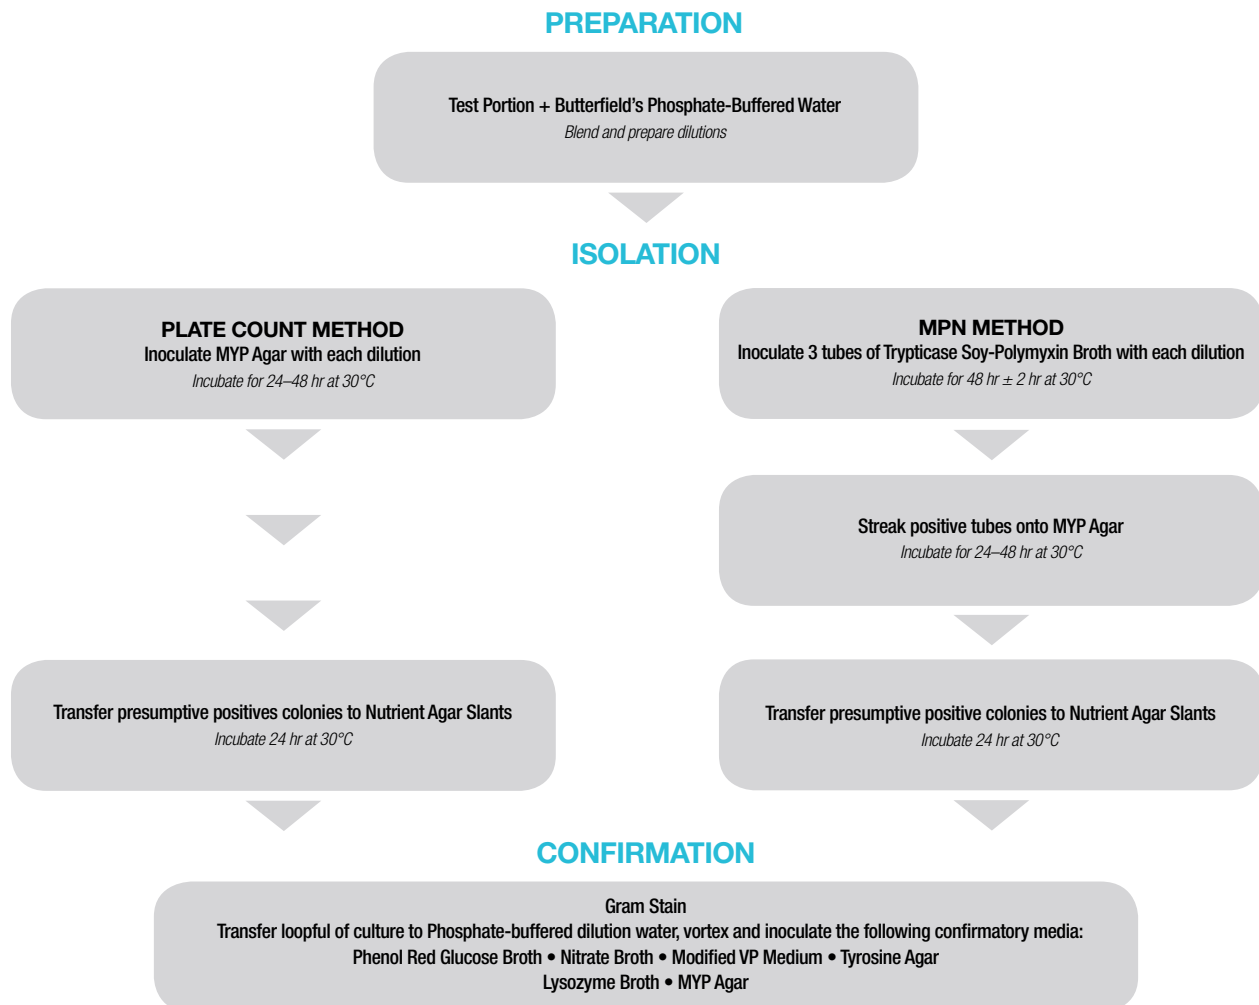 PREPARATION
Test Portion + Butterfield's Phosphate-Buffered Water
Blend and prepare dilutions
ISOLATION
PLATE COUNT METHOD
Inoculate MYP Agar with each dilution
Incubate for 24–48 hr at 30°C
MPN METHOD
Inoculate 3 tubes of Trypticase Soy-Polymyxin Broth with each dilution
Incubate for 48 hr ± 2 hr at 30°C
Streak positive tubes onto MYP Agar
Incubate for 24–48 hr at 30°C
Transfer presumptive positives colonies to Nutrient Agar Slants
Incubate 24 hr at 30°C
Transfer presumptive positive colonies to Nutrient Agar Slants
Incubate 24 hr at 30°C
CONFIRMATION
Gram Stain
Transfer loopful of culture to Phosphate-buffered dilution water, vortex and inoculate the following confirmatory media:
Phenol Red Glucose Broth • Nitrate Broth • Modified VP Medium • Tyrosine Agar
Lysozyme Broth • MYP Agar